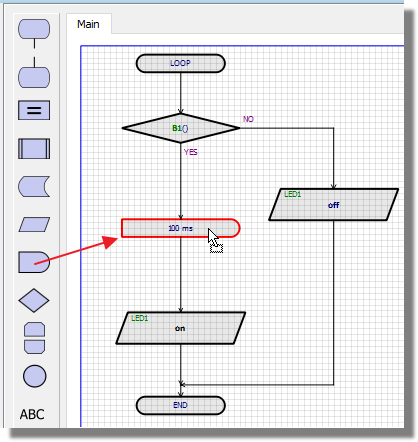 Main
LOOP
B1()
NO
YES
LED1
off
100 ms
LED1
on
END
ABC